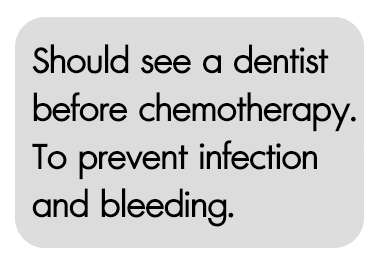 Should see a dentist
before chemotherapy.
To prevent infection
and bleeding.